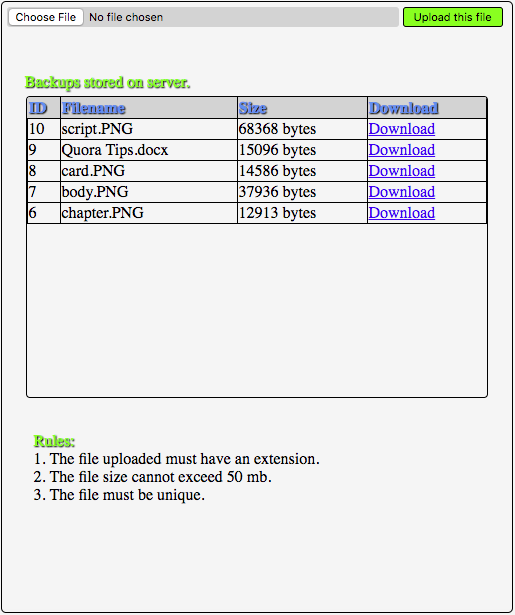 Choose File No file chosen Upload this file
Backups stored on server.
ID Filename Size Download
10 script.PNG 68368 bytes Download
9 Quora Tips.docx 15096 bytes Download
8 card.PNG 14586 bytes Download
7 body.PNG 37936 bytes Download
6 chapter.PNG 12913 bytes Download
Rules:
1. The file uploaded must have an extension.
2. The file size cannot exceed 50 mb.
3. The file must be unique.